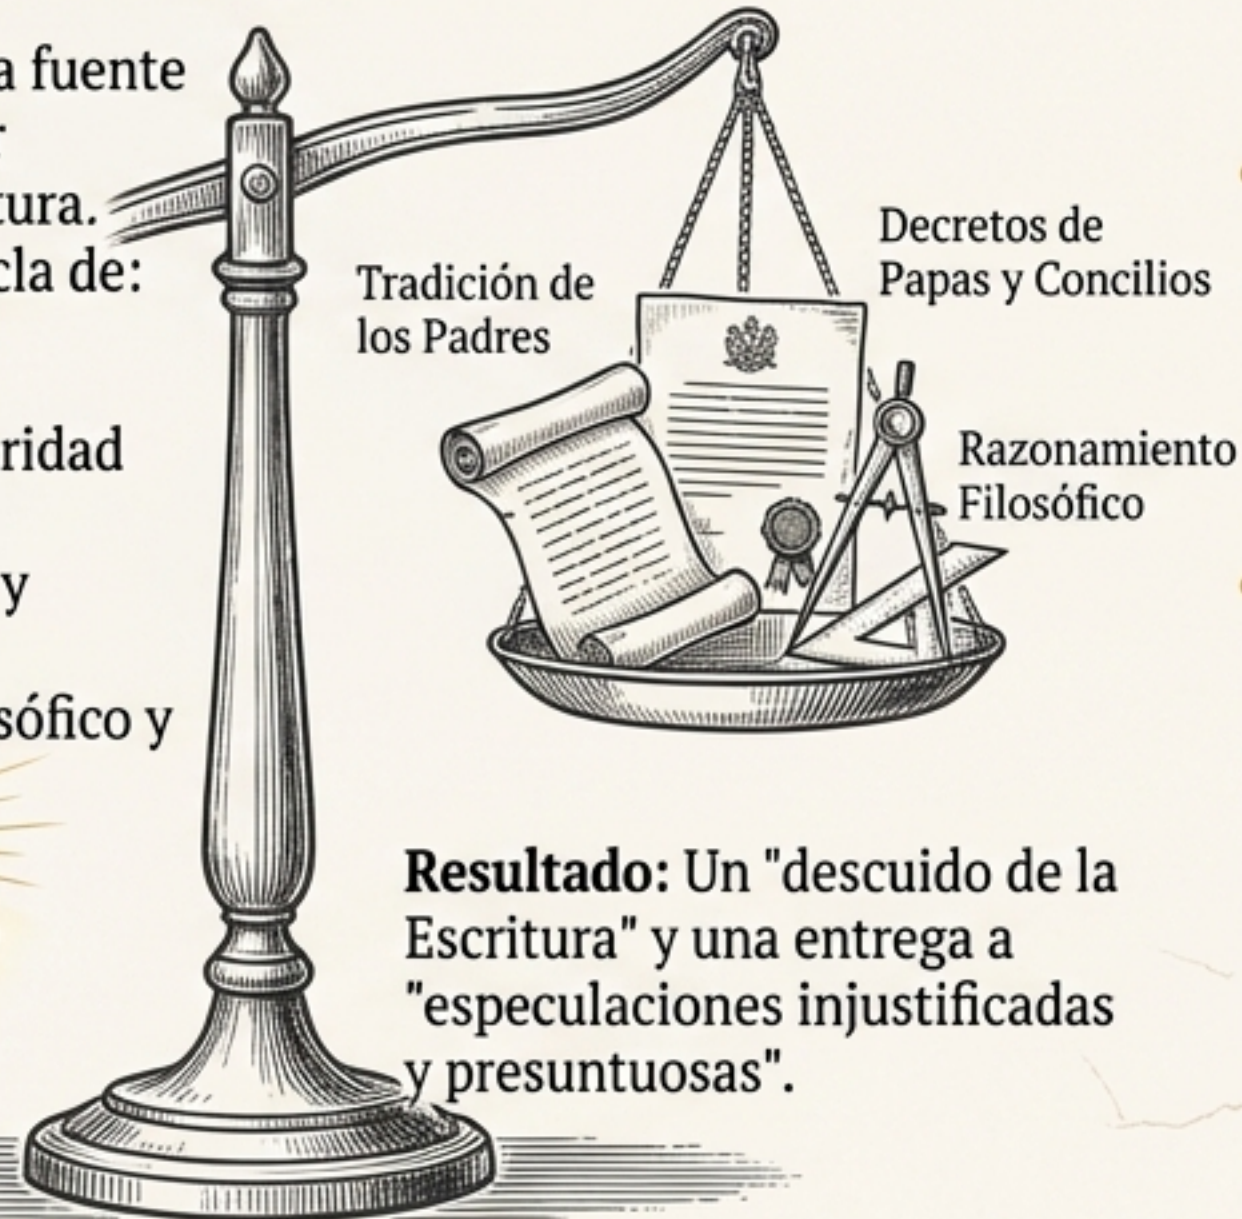 a fuente
r
tura.
cla de:
ridad
y
sófico y
Tradición de
los Padres
Decretos de
Papas y Concilios
Razonamiento
Filosófico
Resultado: Un "descuido de la
Escritura" y una entrega a
"especulaciones injustificadas
y presuntuosas".